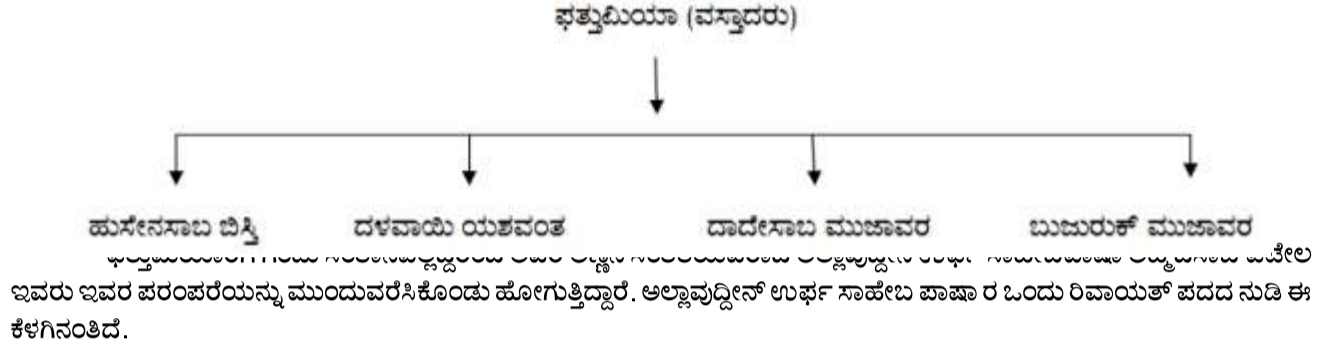 ಫತ್ತುಮಿಯಾ (ವಸ್ತಾದರು)
ಹುಸೇನಸಾಬ ಬಿಸ್ತಿ ದಳವಾಯಿ ಯಶವಂತ ದಾದೇಸಾಬ ಮುಜಾವರ ಬುಜುರುಕ್ ಮುಜಾವರ
ಇವರು ಇವರ ಪರಂಪರೆಯನ್ನು ಮುಂದುವರೆಸಿಕೊಂಡು ಹೋಗುತ್ತಿದ್ದಾರೆ. ಅಲ್ಲಾವುದ್ದೀನ್ ಉರ್ಫ ಸಾಹೇಬ ಪಾಷಾ ರ ಒಂದು ರಿವಾಯತ್ ಪದದ ನುಡಿ ಈ
ಕೆಳಗಿನಂತಿದೆ.